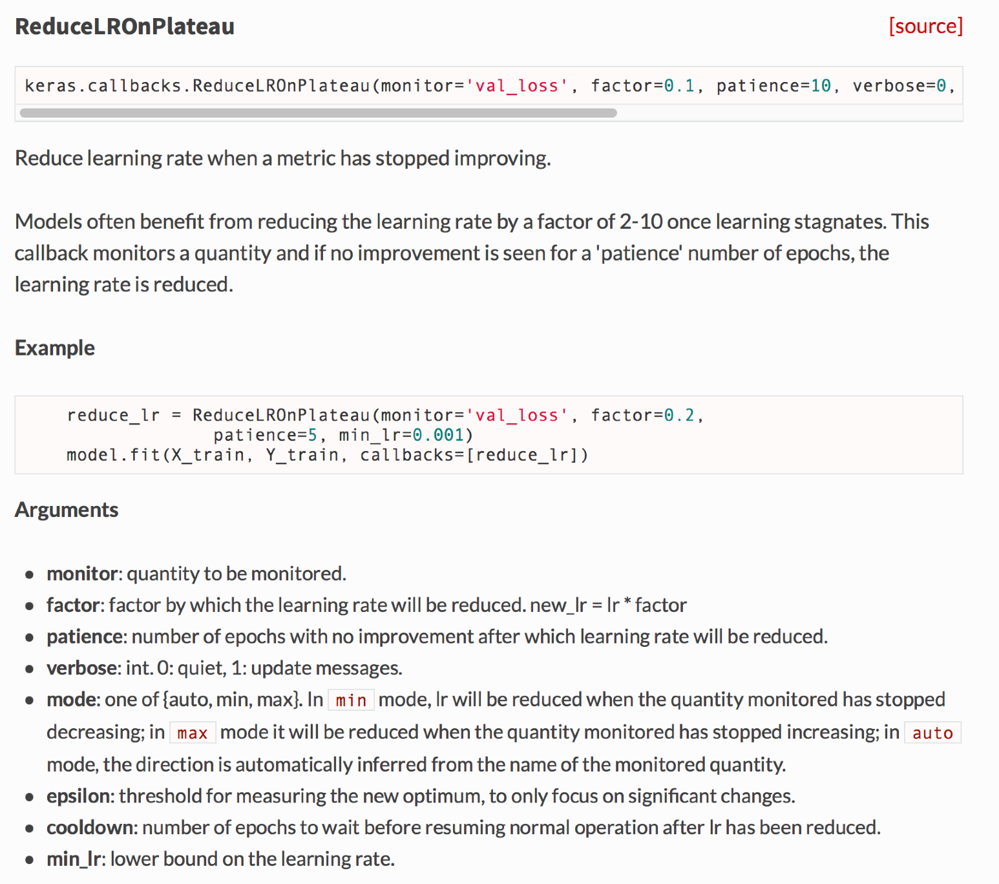 ReduceLROnPlateau [source]
keras.callbacks.ReduceLROnPlateau(monitor='val_loss', factor=0.1, patience=10, verbose=0,
Reduce learning rate when a metric has stopped improving.
Models often benefit from reducing the learning rate by a factor of 2-10 once learning stagnates. This
callback monitors a quantity and if no improvement is seen for a 'patience' number of epochs, the
learning rate is reduced.
Example
reduce_lr = ReduceLROnPlateau(monitor='val_loss', factor=0.2,
patience=5, min_lr=0.001)
model.fit(X_train, Y_train, callbacks=[reduce_lr])
Arguments
• monitor: quantity to be monitored.
• factor: factor by which the learning rate will be reduced. new_lr = lr * factor
• patience: number of epochs with no improvement after which learning rate will be reduced.
• verbose: int. 0: quiet, 1: update messages.
• mode: one of {auto, min, max}. In min mode, lr will be reduced when the quantity monitored has stopped
decreasing; in max mode it will be reduced when the quantity monitored has stopped increasing; in auto
mode, the direction is automatically inferred from the name of the monitored quantity.
• epsilon: threshold for measuring the new optimum, to only focus on significant changes.
• cooldown: number of epochs to wait before resuming normal operation after lr has been reduced.
• min_lr: lower bound on the learning rate.